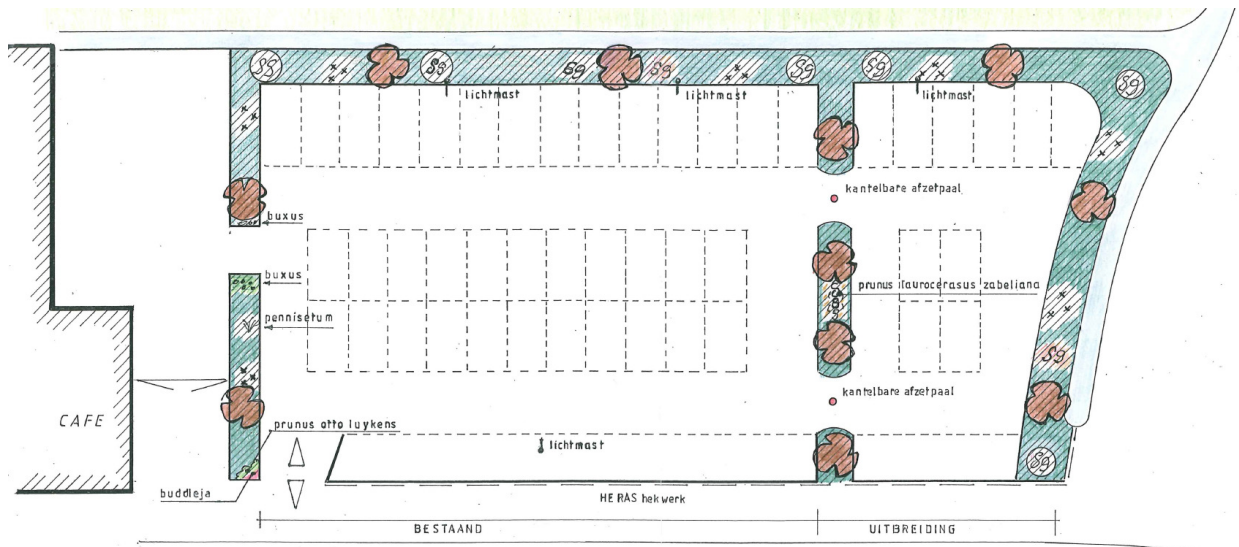 lichtmast
lichtmast
lichtmast
kantelbare afzetpaal
buxus
buxus
prunus laurocerasus zabeliana
pennisetum
kantelbare afzetpaal
CAFE
prunus otto luykens
lichtmast
buddleja
HERAS hekwerk
BESTAAND
UITBREIDING